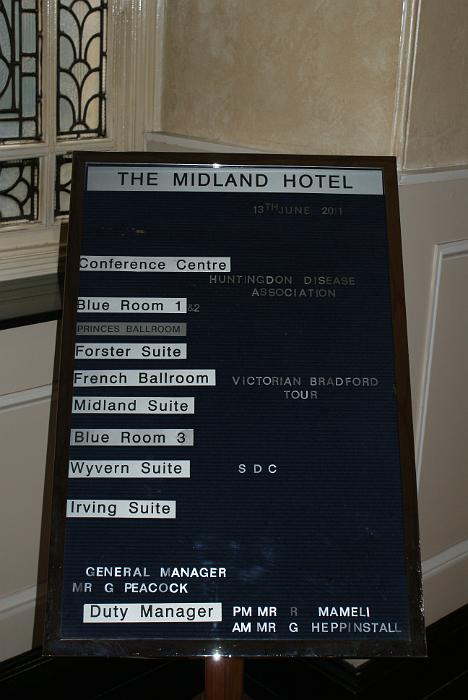 THE MIDLAND HOTEL
13TH JUNE 2011
Conference Centre
HUNTINGDON DISEASE
ASSOCIATION
Blue Room 1 &2
PRINCES BALLROOM
Forster Suite
French Ballroom VICTORIAN BRADFORD
TOUR
Midland Suite
Blue Room 3
Wyvern Suite S D C
Irving Suite
GENERAL MANAGER
MR G PEACOCK
Duty Manager PM MR R MAMELI
AM MR G HEPPINSTALL